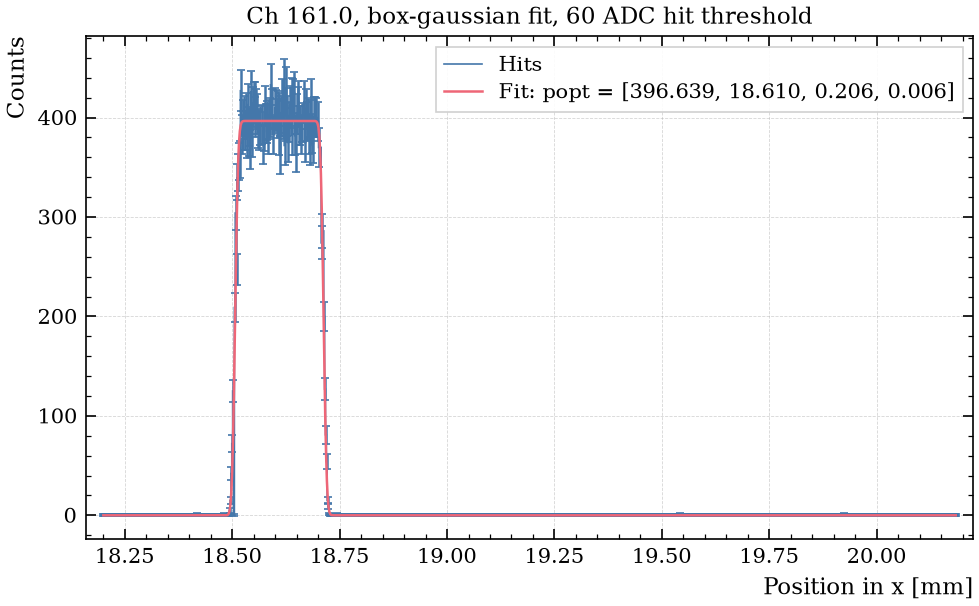 Ch 161.0, box-gaussian fit, 60 ADC hit threshold
Counts
Hits
Fit: popt = [396.639, 18.610, 0.206, 0.006]
400
300
200
100
0
18.25 18.50 18.75 19.00 19.25 19.50 19.75 20.00
Position in x [mm]